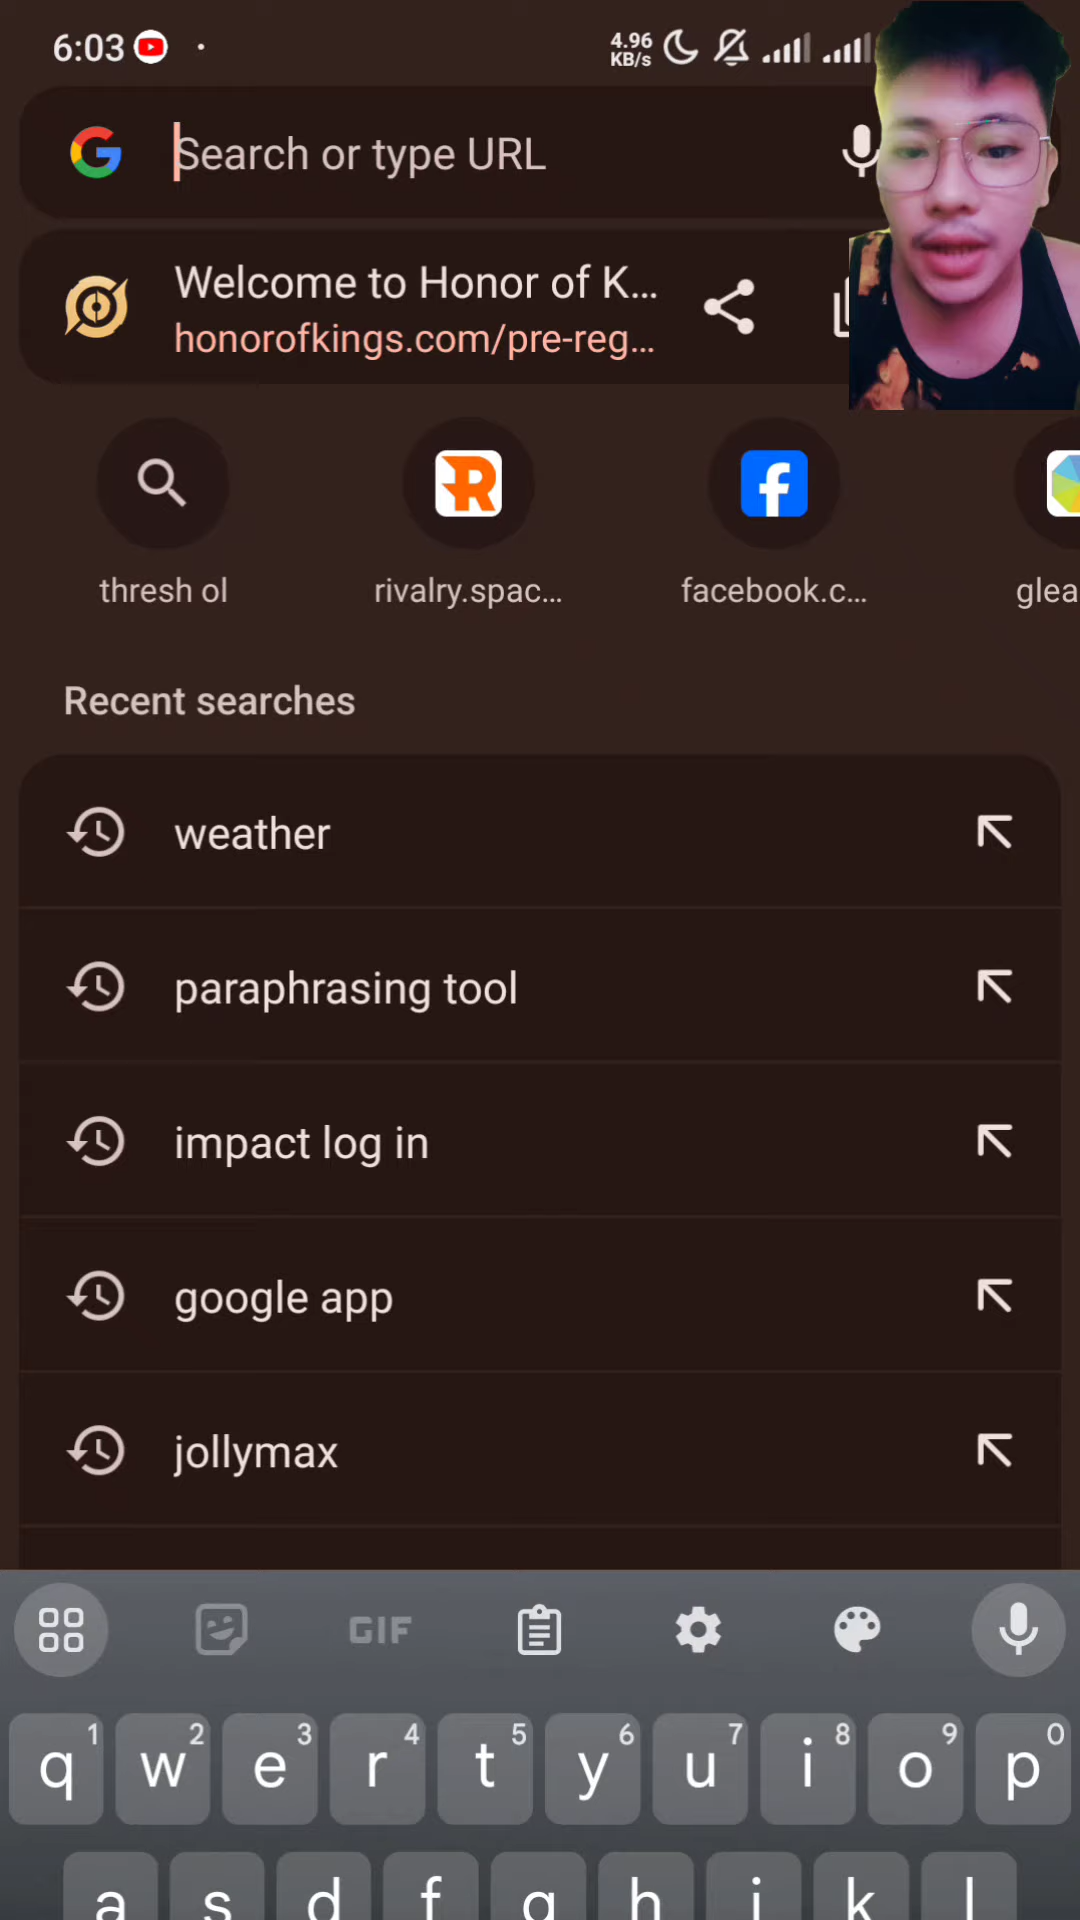 6:03
4.96
KB/s
Search or type URL
Welcome to Honor of K...
honorofkings.com/pre-reg...
thresh ol
rivalry.spac...
facebook.c...
glea
Recent searches
weather
paraphrasing tool
impact log in
google app
jollymax
GIF
1 2 3 4 5 6 7 8 9 0
q w e r t y u i o p
a s d f g h j k l